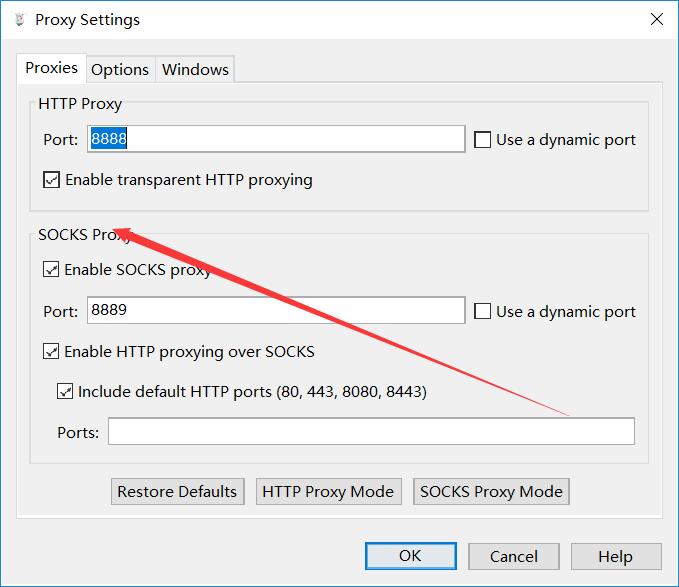 Proxy Settings
Proxies Options Windows
HTTP Proxy
Port: 8888 Use a dynamic port
Enable transparent HTTP proxying
SOCKS Proxy
Enable SOCKS proxy
Port: 8889 Use a dynamic port
Enable HTTP proxying over SOCKS
Include default HTTP ports (80, 443, 8080, 8443)
Ports:
Restore Defaults HTTP Proxy Mode SOCKS Proxy Mode
OK Cancel Help